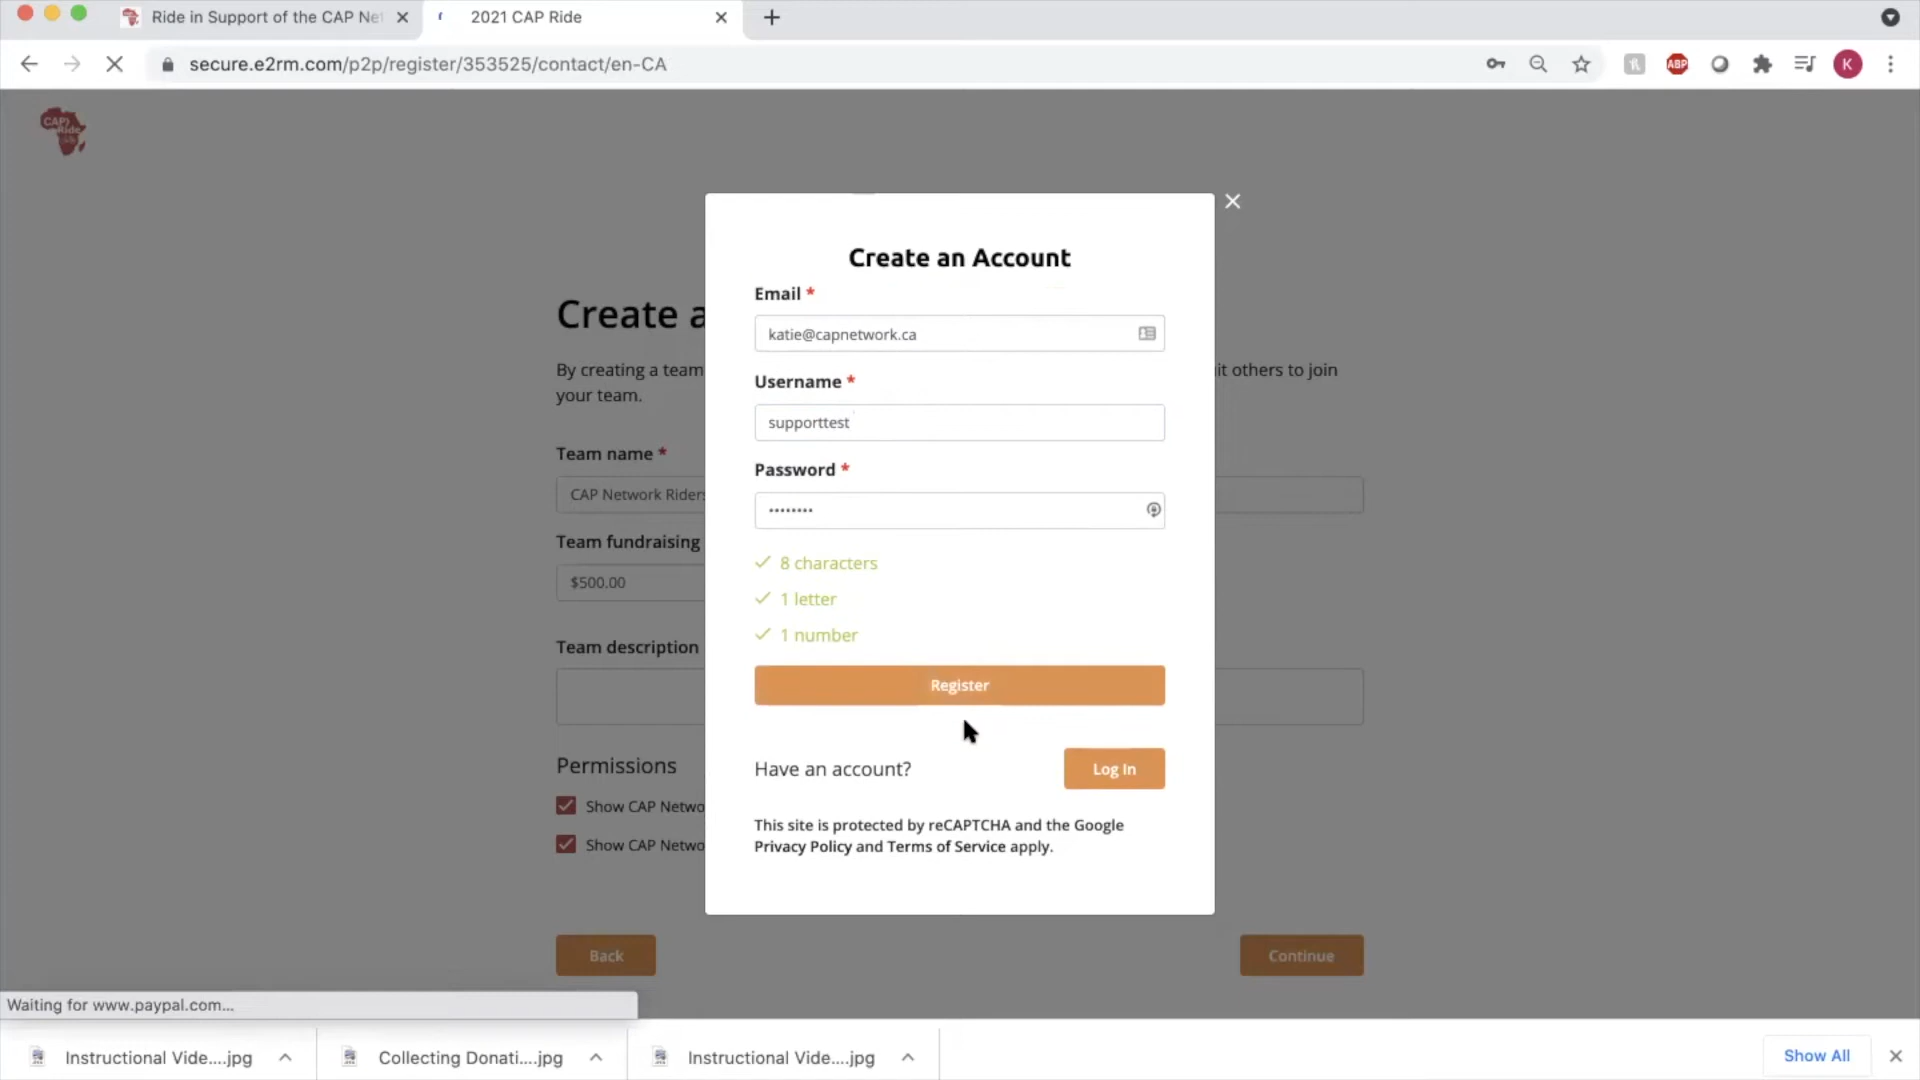 Ride in Support of the CAP Net
2021 CAP Ride
secure.e2rm.com/p2p/register/353525/contact/en-CA
ABP
K
CAP
Ride
Create an Account
Email *
katie@capnetwork.ca
Username *
supporttest
Password *
••••••••
8 characters
1 letter
1 number
Register
Have an account?
Log In
This site is protected by reCAPTCHA and the Google
Privacy Policy and Terms of Service apply.
Create a
By creating a team
it others to join
your team.
Team name *
CAP Network Riders
Team fundraising
$500.00
Team description
Permissions
Show CAP Netwo
Show CAP Netwo
Back
Continue
Waiting for www.paypal.com...
Instructional Vide....jpg
Collecting Donati....jpg
Instructional Vide....jpg
Show All